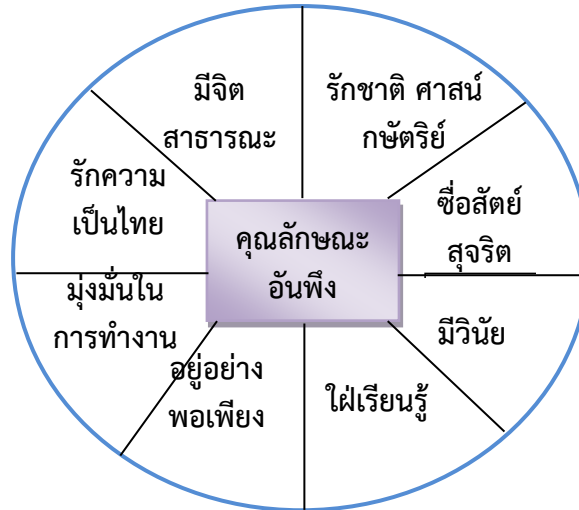 มีจิต
สาธารณะ
รักชาติ ศาสน์
กษัตริย์
รักความ
เป็นไทย
ซื่อสัตย์
สุจริต
คุณลักษณะ
อันพึง
มุ่งมั่นใน
การทำงาน
มีวินัย
อยู่อย่าง
พอเพียง
ใฝ่เรียนรู้